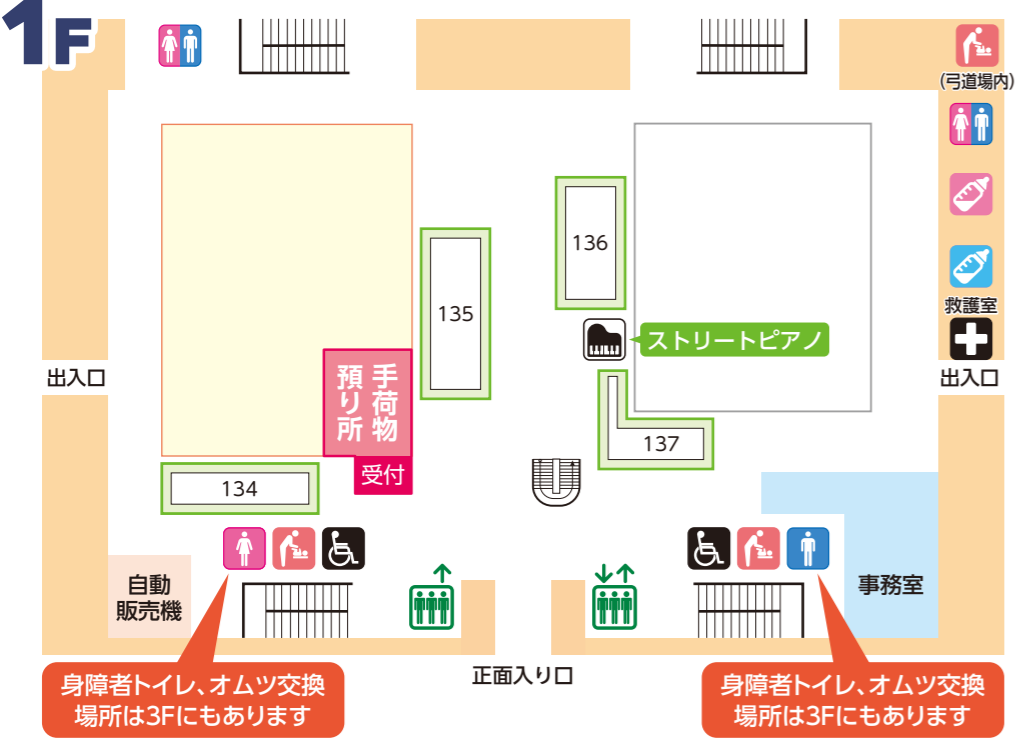 1F
(弓道場内)
136
135
ストリートピアノ
救護室
出入口
出入口
手荷物
預り所
137
受付
134
自動
販売機
事務室
正面入り口
身障者トイレ、オムツ交換
場所は3Fにもあります
身障者トイレ、オムツ交換
場所は3Fにもあります